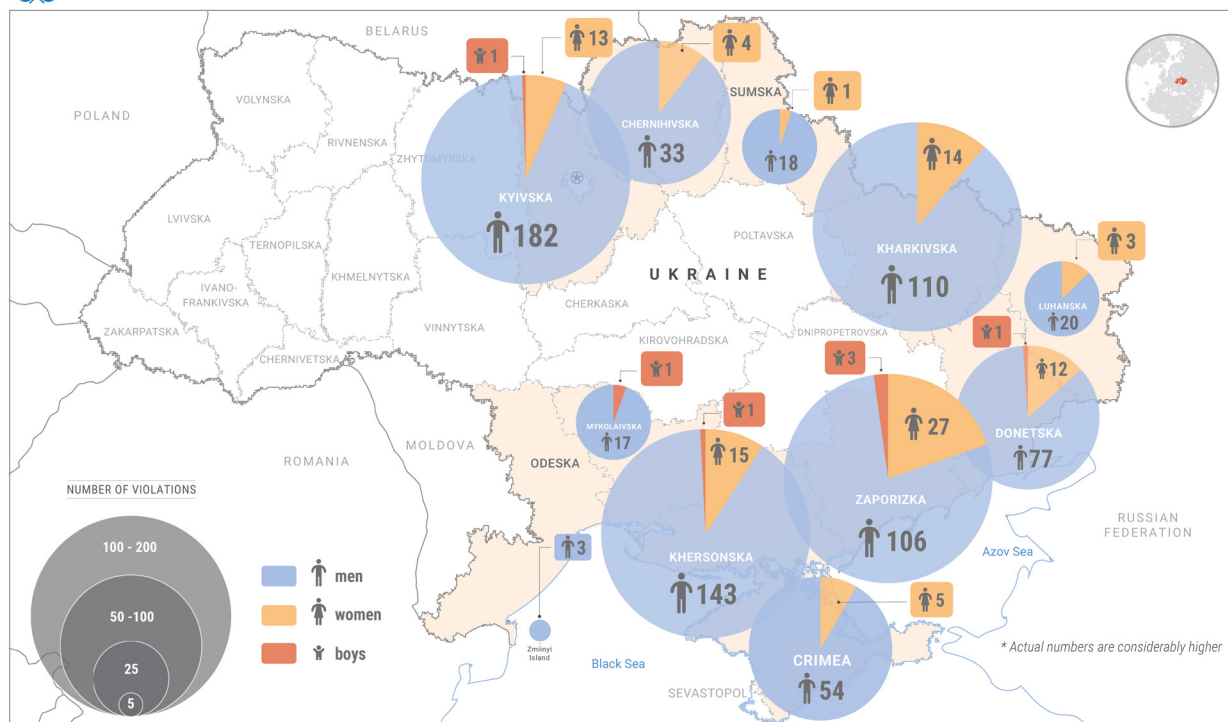 BELARUS
POLAND
VOLYNSKA
RIVNENSKA
ZHYTOMYRSKA
LVIVSKA
TERNOPILSKA
KHMELNYTSKA
IVANO-
FRANKIVSKA
ZAKARPATSKA
CHERNIVETSKA
VINNYTSKA
1
13
KYIVSKA
182
4
CHERNIHIVSKA
33
SUMSKA
1
18
14
KHARKIVSKA
110
POLTAVSKA
UKRAINE
CHERKASKA
KIROVOHRADSKA
DNIPROPETROVSKA
3
LUHANSKA
20
1
12
DONETSKA
77
3
27
ZAPORIZKA
106
1
MYKOLAIVSKA
17
1
15
KHERSONSKA
143
ODESKA
MOLDOVA
ROMANIA
3
Zmiinyi
Island
Black Sea
5
CRIMEA
54
SEVASTOPOL
Azov Sea
RUSSIAN
FEDERATION
* Actual numbers are considerably higher
NUMBER OF VIOLATIONS
100 - 200
50 -100
25
5
men
women
boys